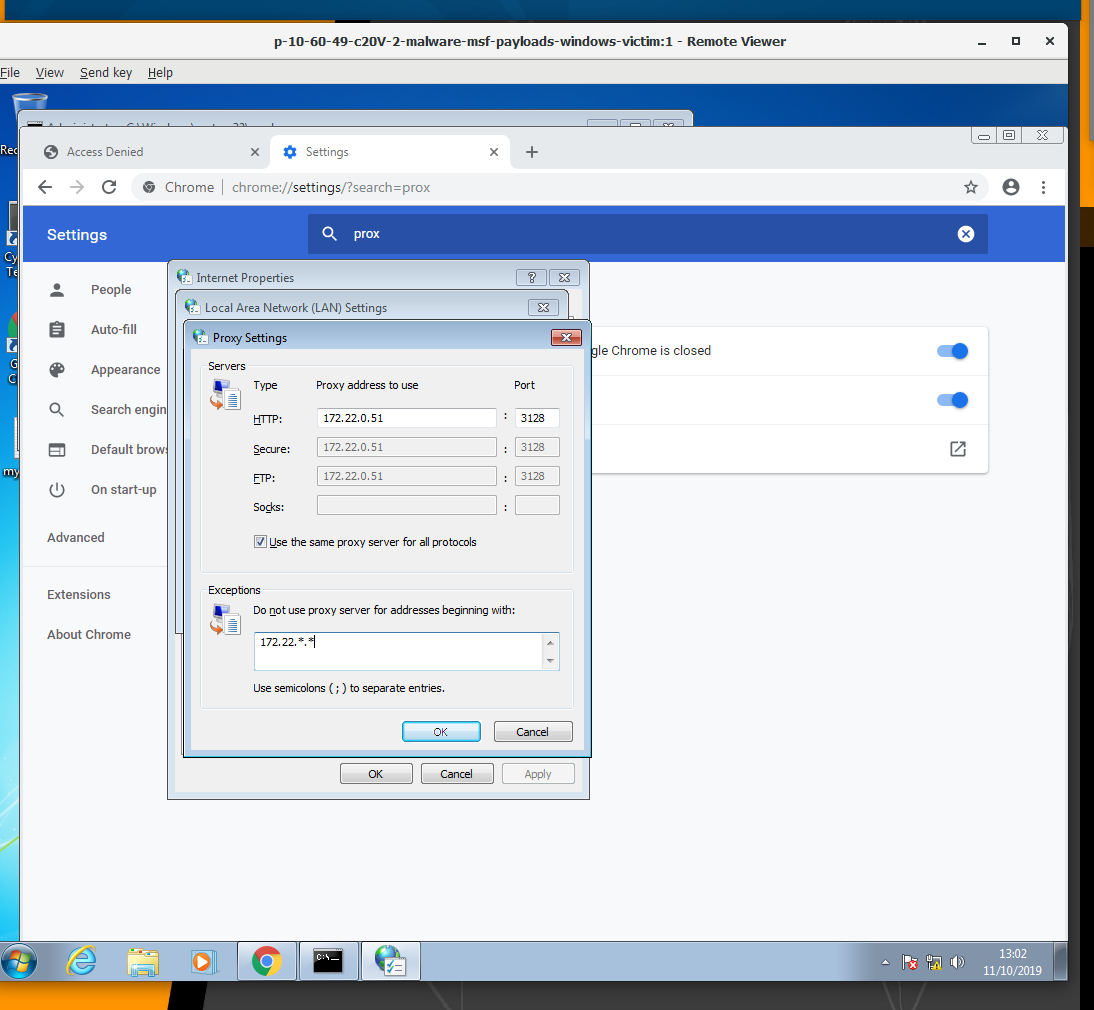 p-10-60-49-c20V-2-malware-msf-payloads-windows-victim:1 - Remote Viewer
File View Send key Help
Access Denied
Settings
Chrome
chrome://settings/?search=prox
Settings
prox
People
Auto-fill
Appearance
Search engin
Default brow
On start-up
Advanced
Extensions
About Chrome
gle Chrome is closed
Internet Properties
Local Area Network (LAN) Settings
Proxy Settings
Servers
Type Proxy address to use Port
HTTP: 172.22.0.51 : 3128
Secure: 172.22.0.51 : 3128
FTP: 172.22.0.51 : 3128
Socks: :
Use the same proxy server for all protocols
Exceptions
Do not use proxy server for addresses beginning with:
172.22.*.*
Use semicolons ( ; ) to separate entries.
OK Cancel
OK Cancel Apply
13:02
11/10/2019